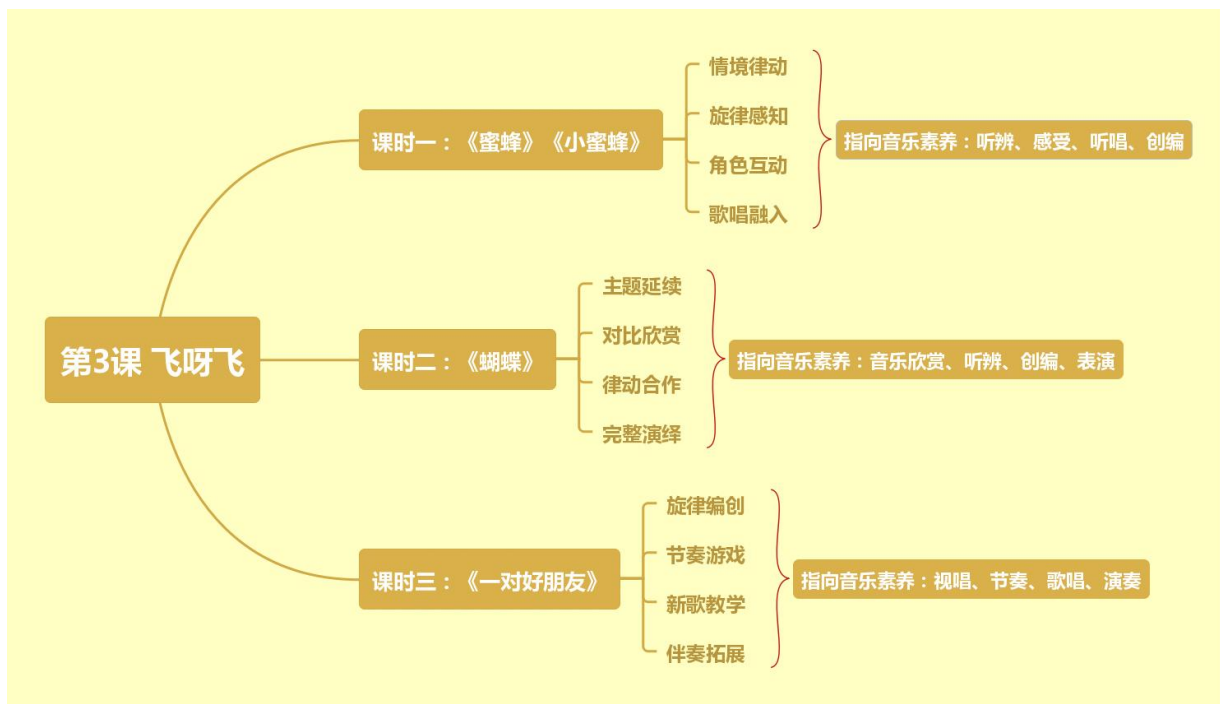 第3课 飞呀飞
课时一：《蜜蜂》《小蜜蜂》
情境律动
旋律感知
角色互动
歌唱融入
指向音乐素养：听辨、感受、听唱、创编
课时二：《蝴蝶》
主题延续
对比欣赏
律动合作
完整演绎
指向音乐素养：音乐欣赏、听辨、创编、表演
课时三：《一对好朋友》
旋律编创
节奏游戏
新歌教学
伴奏拓展
指向音乐素养：视唱、节奏、歌唱、演奏